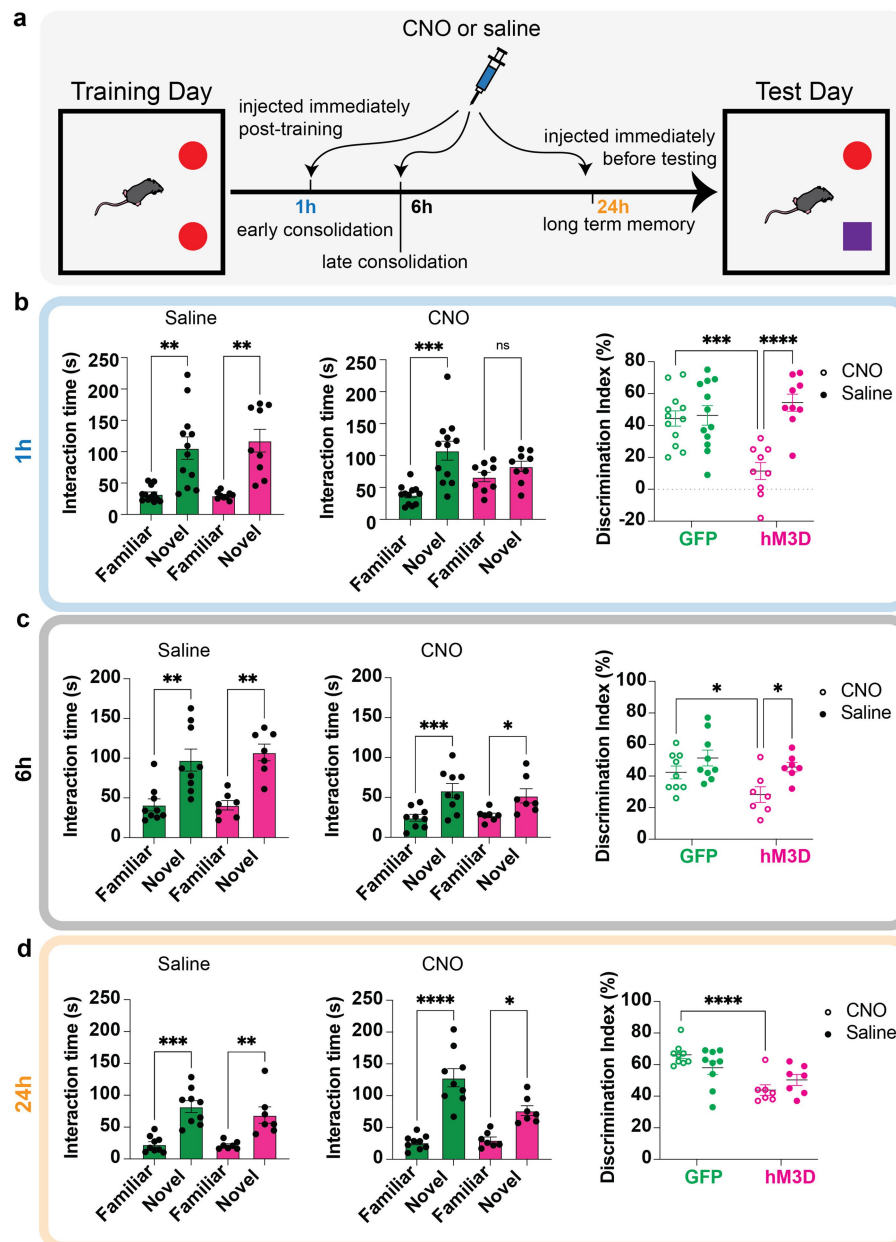 a
CNO or saline
Training Day
Test Day
injected immediately
post-training
injected immediately
before testing
1h
6h
24h
early consolidation
long term memory
late consolidation
b
1h
Saline
Interaction time (s)
250
200
150
100
50
0
**
**
Familiar
Novel
Familiar
Novel
CNO
Interaction time (s)
250
200
150
100
50
0
***
ns
Familiar
Novel
Familiar
Novel
Discrimination Index (%)
80
60
40
20
0
-20
***
****
CNO
Saline
GFP
hM3D
c
6h
Saline
Interaction time (s)
200
150
100
50
0
**
**
Familiar
Novel
Familiar
Novel
CNO
Interaction time (s)
200
150
100
50
0
***
*
Familiar
Novel
Familiar
Novel
Discrimination Index (%)
100
80
60
40
20
0
*
*
CNO
Saline
GFP
hM3D
d
24h
Saline
Interaction time (s)
250
200
150
100
50
0
***
**
Familiar
Novel
Familiar
Novel
CNO
Interaction time (s)
250
200
150
100
50
0
****
*
Familiar
Novel
Familiar
Novel
Discrimination Index (%)
100
80
60
40
20
0
****
CNO
Saline
GFP
hM3D